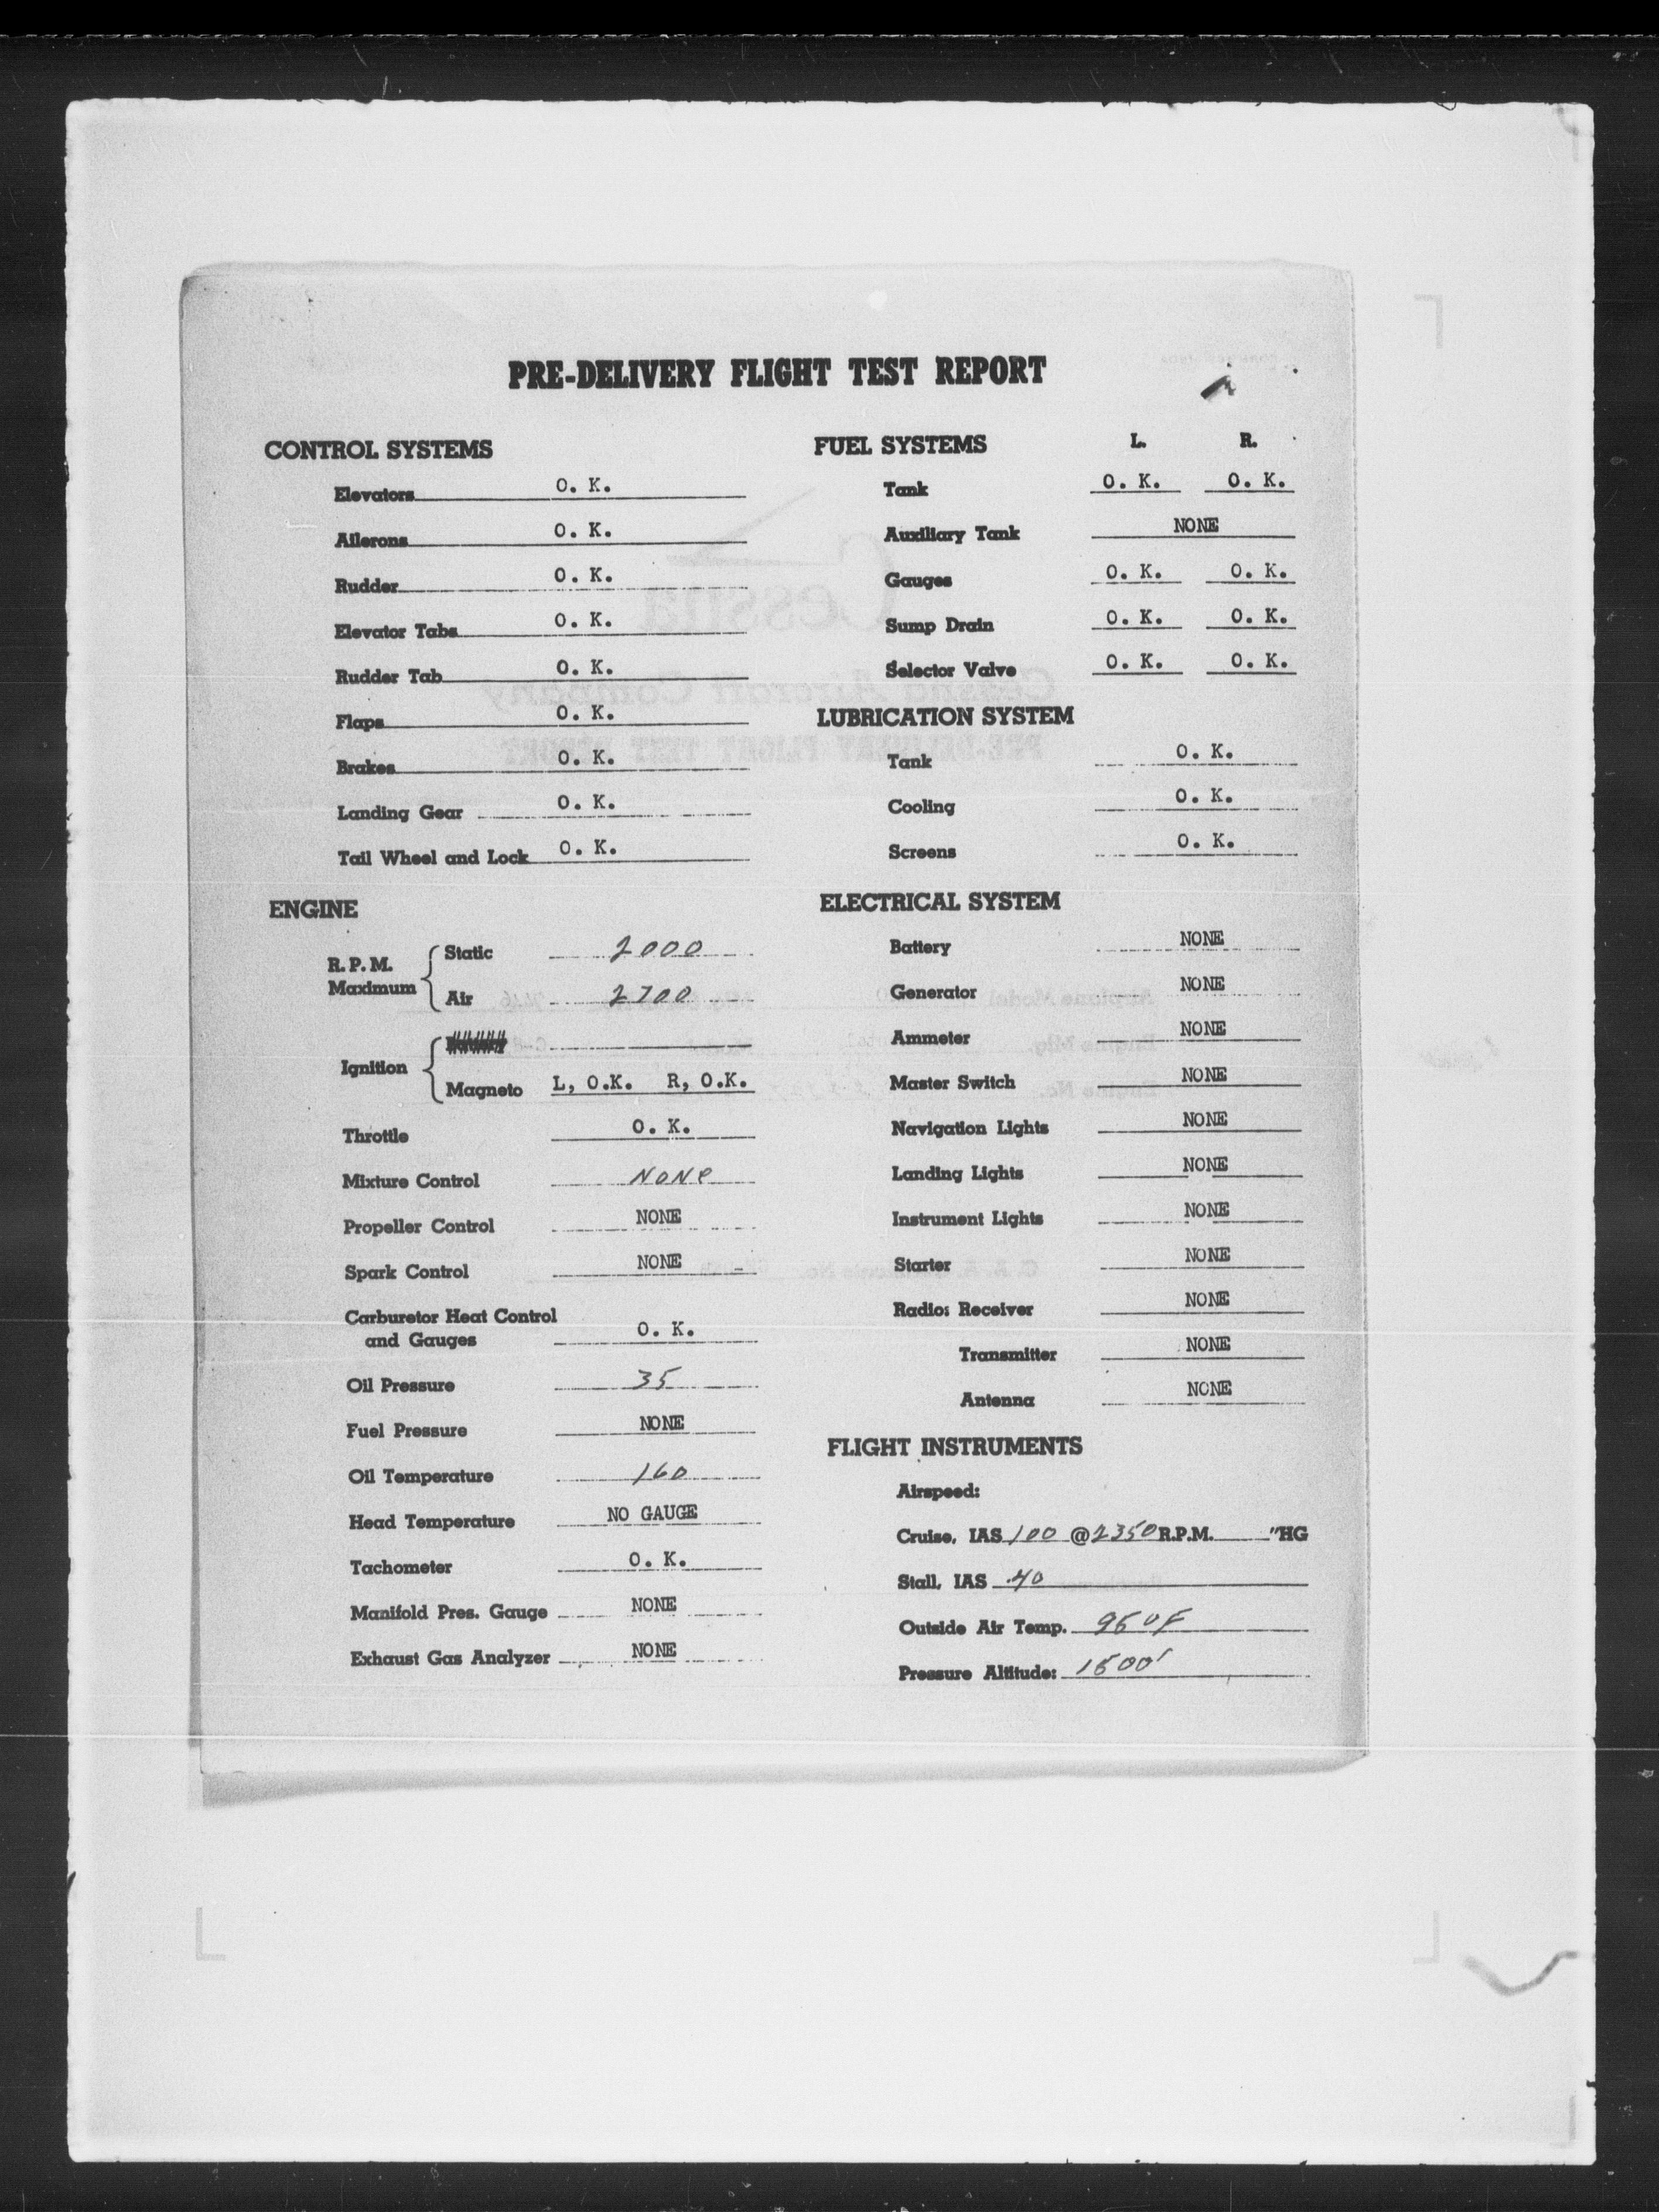 PRE-DELIVERY FLIGHT TEST REPORT
CONTROL SYSTEMS
Elevators O. K.
Ailerons O. K.
Rudder O. K.
Elevator Tabs O. K.
Rudder Tab O. K.
Flaps O. K.
Brakes O. K.
Landing Gear O. K.
Tail Wheel and Lock O. K.
ENGINE
R. P. M. Maximum
Static 2000
Air 2700
Ignition
Magneto L, O.K. R, O.K.
Throttle O. K.
Mixture Control NONE
Propeller Control NONE
Spark Control NONE
Carburetor Heat Control
and Gauges O. K.
Oil Pressure 35
Fuel Pressure NONE
Oil Temperature 160
Head Temperature NO GAUGE
Tachometer O. K.
Manifold Pres. Gauge NONE
Exhaust Gas Analyzer NONE
FUEL SYSTEMS L. R.
Tank O. K. O. K.
Auxiliary Tank NONE
Gauges O. K. O. K.
Sump Drain O. K. O. K.
Selector Valve O. K. O. K.
LUBRICATION SYSTEM
Tank O. K.
Cooling O. K.
Screens O. K.
ELECTRICAL SYSTEM
Battery NONE
Generator NONE
Ammeter NONE
Master Switch NONE
Navigation Lights NONE
Landing Lights NONE
Instrument Lights NONE
Starter NONE
Radio: Receiver NONE
Transmitter NONE
Antenna NONE
FLIGHT INSTRUMENTS
Airspeed:
Cruise, IAS 100 @ 2350 R.P.M. "HG
Stall, IAS 40
Outside Air Temp. 95°F
Pressure Altitude: 1500'